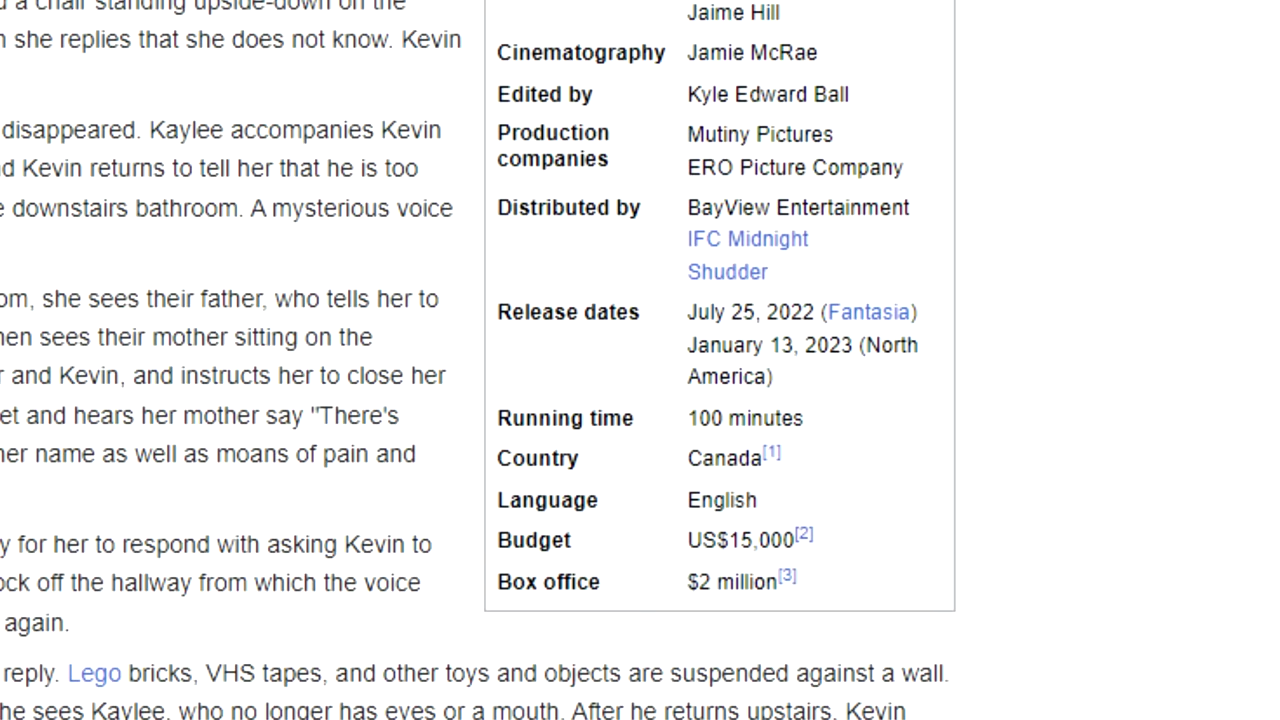 a chair standing upside-down on the
she replies that she does not know. Kevin
disappeared. Kaylee accompanies Kevin
Kevin returns to tell her that he is too
downstairs bathroom. A mysterious voice
she sees their father, who tells her to
sees their mother sitting on the
and Kevin, and instructs her to close her
and hears her mother say "There's
name as well as moans of pain and
for her to respond with asking Kevin to
off the hallway from which the voice
again.
reply. Lego bricks, VHS tapes, and other toys and objects are suspended against a wall.
he sees Kaylee, who no longer has eyes or a mouth. After he returns upstairs, Kevin
Jaime Hill
Cinematography Jamie McRae
Edited by Kyle Edward Ball
Production companies Mutiny Pictures
ERO Picture Company
Distributed by BayView Entertainment
IFC Midnight
Shudder
Release dates July 25, 2022 (Fantasia)
January 13, 2023 (North
America)
Running time 100 minutes
Country Canada[1]
Language English
Budget US$15,000[2]
Box office $2 million[3]